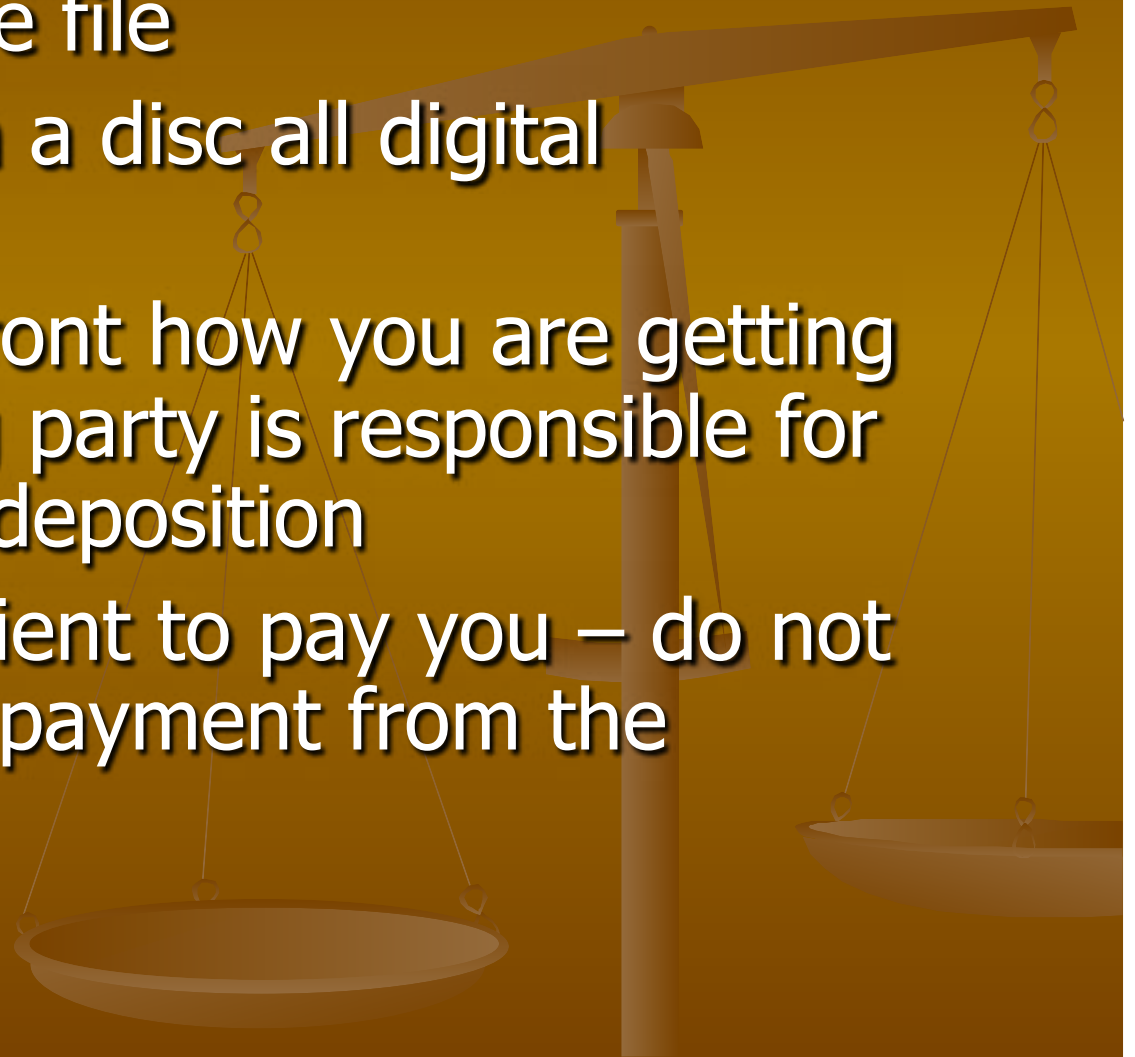 e file
a disc all digital
ont how you are getting
party is responsible for
deposition
ient to pay you – do not
payment from the